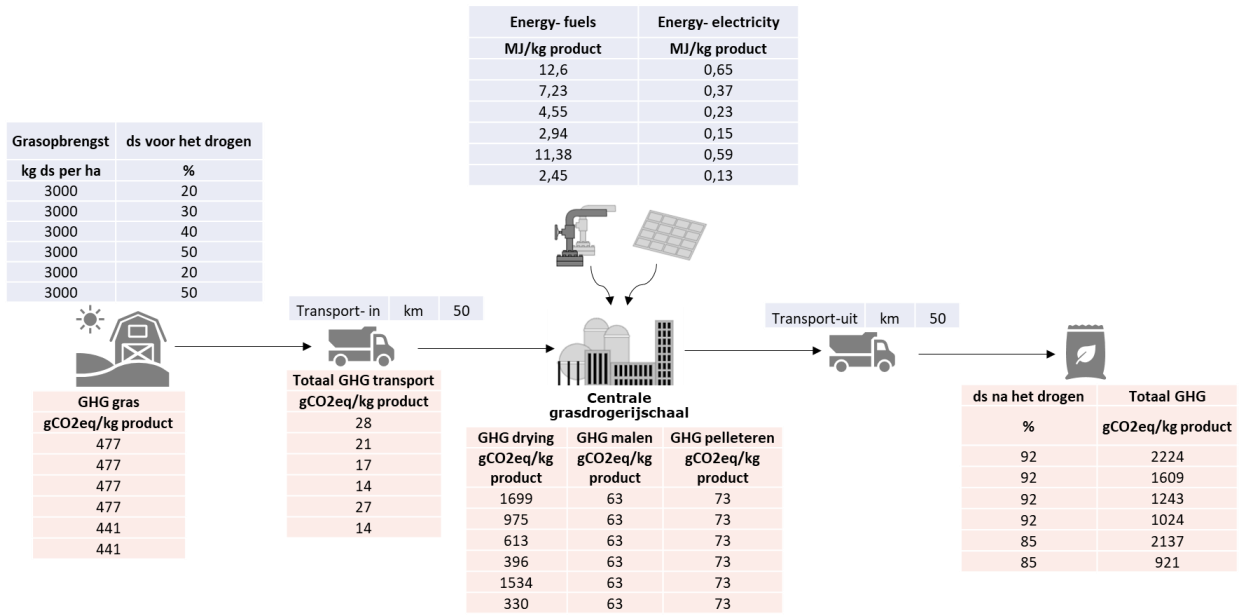 Energy- fuels Energy- electricity
MJ/kg product MJ/kg product
12,6 0,65
7,23 0,37
4,55 0,23
2,94 0,15
11,38 0,59
2,45 0,13
Grasopbrengst ds voor het drogen
kg ds per ha %
3000 20
3000 30
3000 40
3000 50
3000 20
3000 50
Transport- in km 50
Transport-uit km 50
GHG gras
gCO2eq/kg product
477
477
477
477
441
441
Totaal GHG transport
gCO2eq/kg product
28
21
17
14
27
14
Centrale
grasdrogerijschaal
GHG drying GHG malen GHG pelleteren
gCO2eq/kg gCO2eq/kg gCO2eq/kg
product product product
1699 63 73
975 63 73
613 63 73
396 63 73
1534 63 73
330 63 73
ds na het drogen Totaal GHG
% gCO2eq/kg product
92 2224
92 1609
92 1243
92 1024
85 2137
85 921